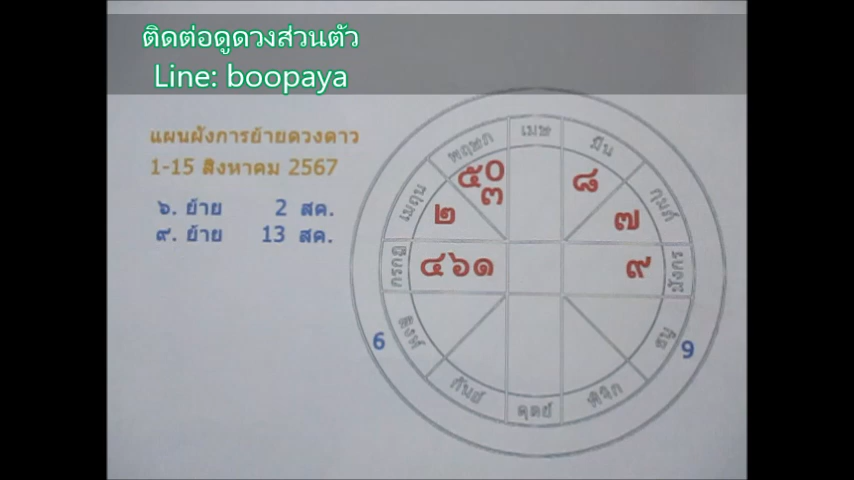 ติดต่อดูดวงส่วนตัว
Line: boopaya
แผนผังการย้ายดวงดาว
1-15 สิงหาคม 2567
๖. ย้าย 2 สค.
๙. ย้าย 13 สค.
เมษ
พฤษภ
มีน
เมถุน
กุมภ์
กรกฎ
มังกร
สิงห์
ธนู
กันย์
ตุลย์
พิจิก
๕๐
๓
๘
๒
๗
๔๖๑
๙
6
9